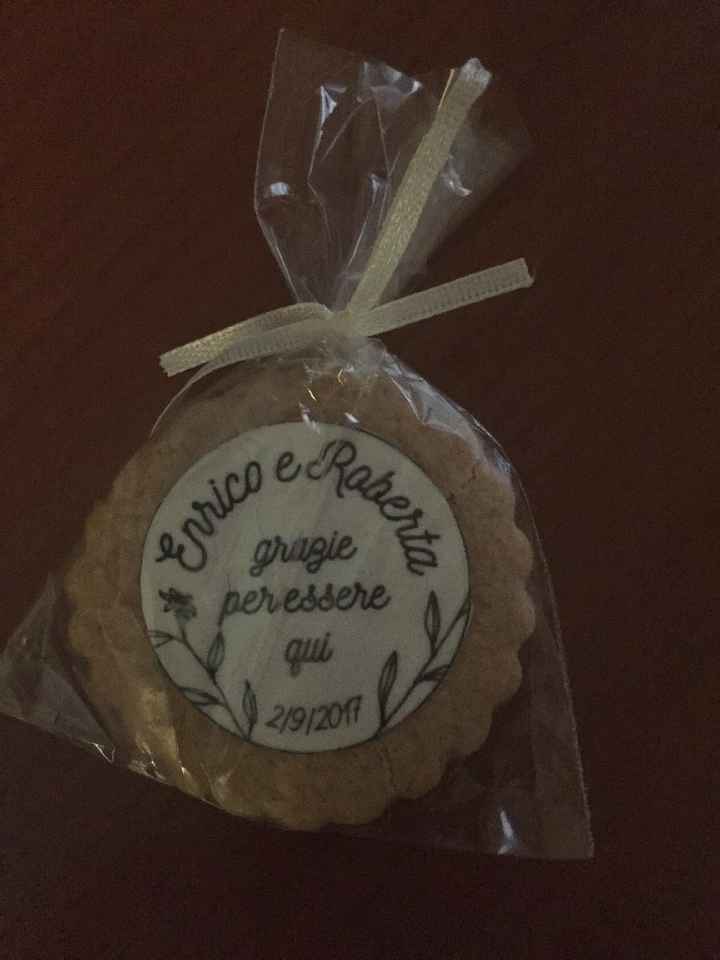 Enrico e Roberta
grazie
per essere
qui
2/9/2017